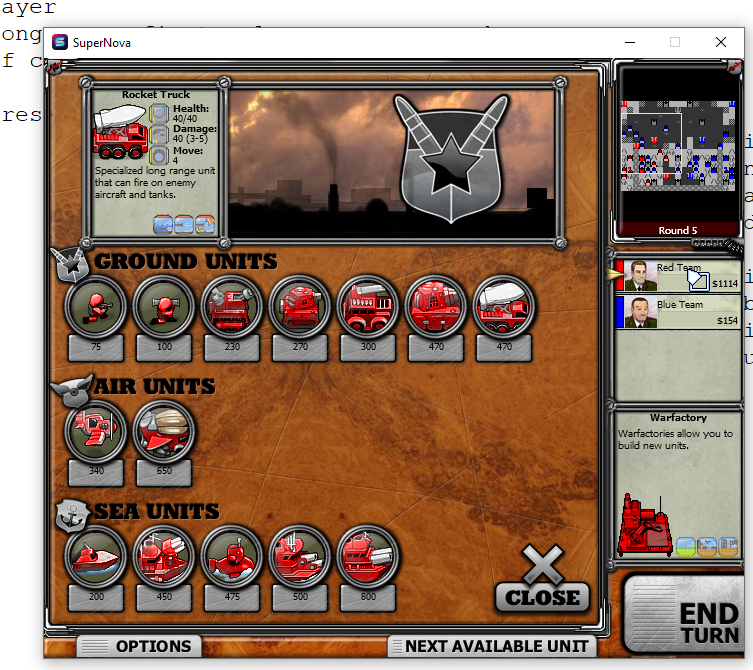 ayer
ong
f c
res
SuperNova
Rocket Truck
Health:
40/40
Damage:
40 (3-5)
Move:
4
Specialized long range unit
that can fire on enemy
aircraft and tanks.
GROUND UNITS
75
100
230
270
300
470
470
AIR UNITS
340
650
SEA UNITS
200
450
475
500
800
CLOSE
OPTIONS
NEXT AVAILABLE UNIT
Round 5
Red Team
$1114
Blue Team
$154
Warfactory
Warfactories allow you to
build new units.
END
TURN